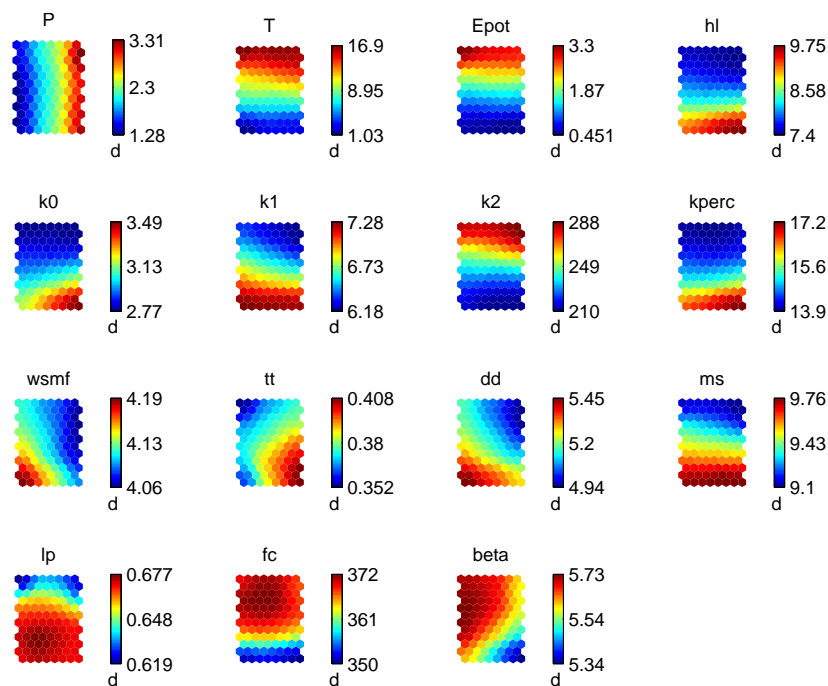 P
3.31
2.3
1.28
d
T
16.9
8.95
1.03
d
Epot
3.3
1.87
0.451
d
hl
9.75
8.58
7.4
d
k0
3.49
3.13
2.77
d
k1
7.28
6.73
6.18
d
k2
288
249
210
d
kperc
17.2
15.6
13.9
d
wsmf
4.19
4.13
4.06
d
tt
0.408
0.38
0.352
d
dd
5.45
5.2
4.94
d
ms
9.76
9.43
9.1
d
lp
0.677
0.648
0.619
d
fc
372
361
350
d
beta
5.73
5.54
5.34
d